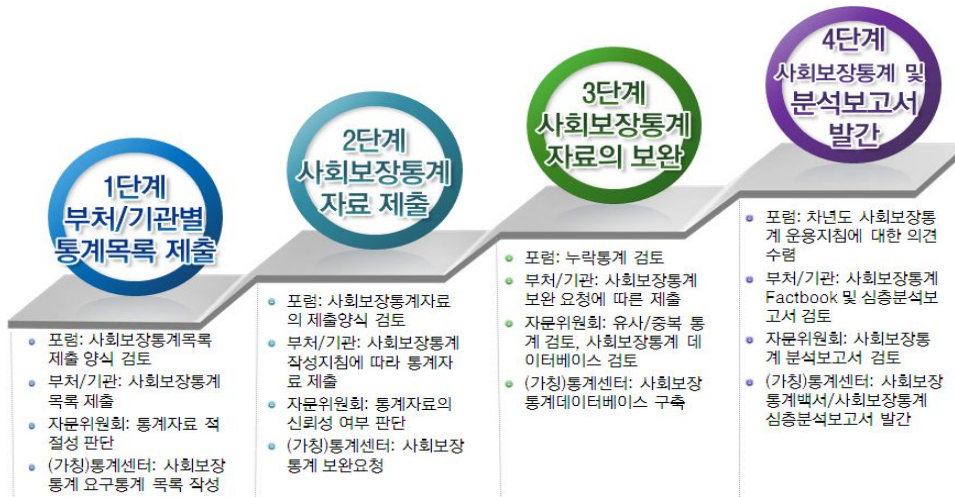 1단계
부처/기관별
통계목록 제출
포럼: 사회보장통계목록
제출 양식 검토
부처/기관: 사회보장통계
목록 제출
자문위원회: 통계자료 적
절성 판단
(가칭)통계센터: 사회보장
통계 요구통계 목록 작성
2단계
사회보장통계
자료 제출
포럼: 사회보장통계자료
의 제출양식 검토
부처/기관: 사회보장통계
작성지침에 따라 통계자
료 제출
자문위원회: 통계자료의
신뢰성 여부 판단
(가칭)통계센터: 사회보장
통계 보완요청
3단계
사회보장통계
자료의 보완
포럼: 누락통계 검토
부처/기관: 사회보장통계
보완 요청에 따른 제출
자문위원회: 유사/중복 통
계 검토, 사회보장통계 데
이터베이스 검토
(가칭)통계센터: 사회보장
통계데이터베이스 구축
4단계
사회보장통계 및
분석보고서
발간
포럼: 차년도 사회보장통
계 운용지침에 대한 의견
수렴
부처/기관: 사회보장통계
Factbook 및 심층분석보
고서 검토
자문위원회: 사회보장통
계 분석보고서 검토
(가칭)통계센터: 사회보장
통계백서/사회보장통계
심층분석보고서 발간